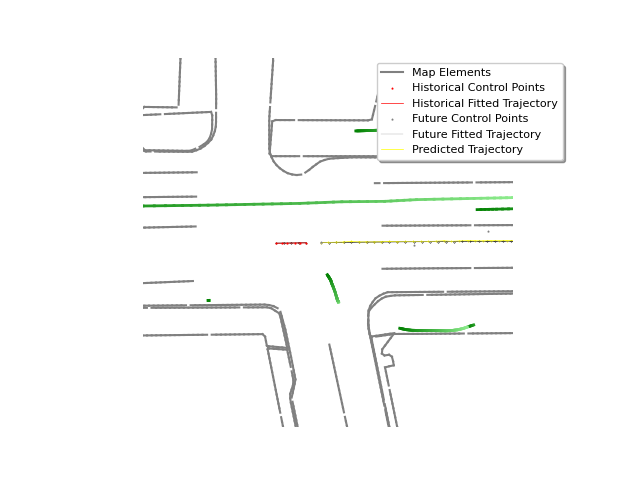 Map Elements
Historical Control Points
Historical Fitted Trajectory
Future Control Points
Future Fitted Trajectory
Predicted Trajectory